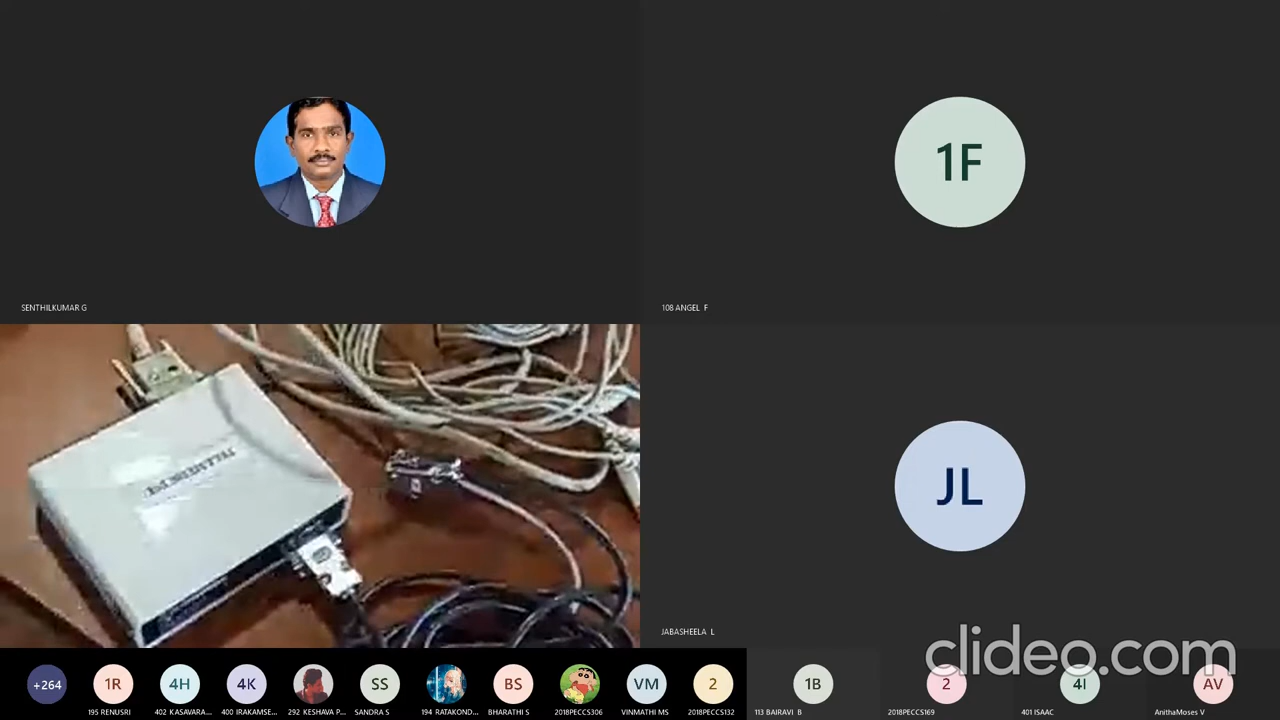 1F
SENTHILKUMAR G
108 ANGEL F
JL
JABASHEELA L
clideo.com
+264
1R
4H
4K
SS
BS
VM
2
1B
2
4I
AV
195 RENUSRI
402 KASAVARA...
400 IRAKAMSE...
292 KESHAVA P...
SANDRA S
194 RATAKOND...
BHARATHI S
2018PECCS306
VINMATHI MS
2018PECCS132
113 BAIRAVI B
2018PECCS169
401 ISAAC
AnithaMoses V